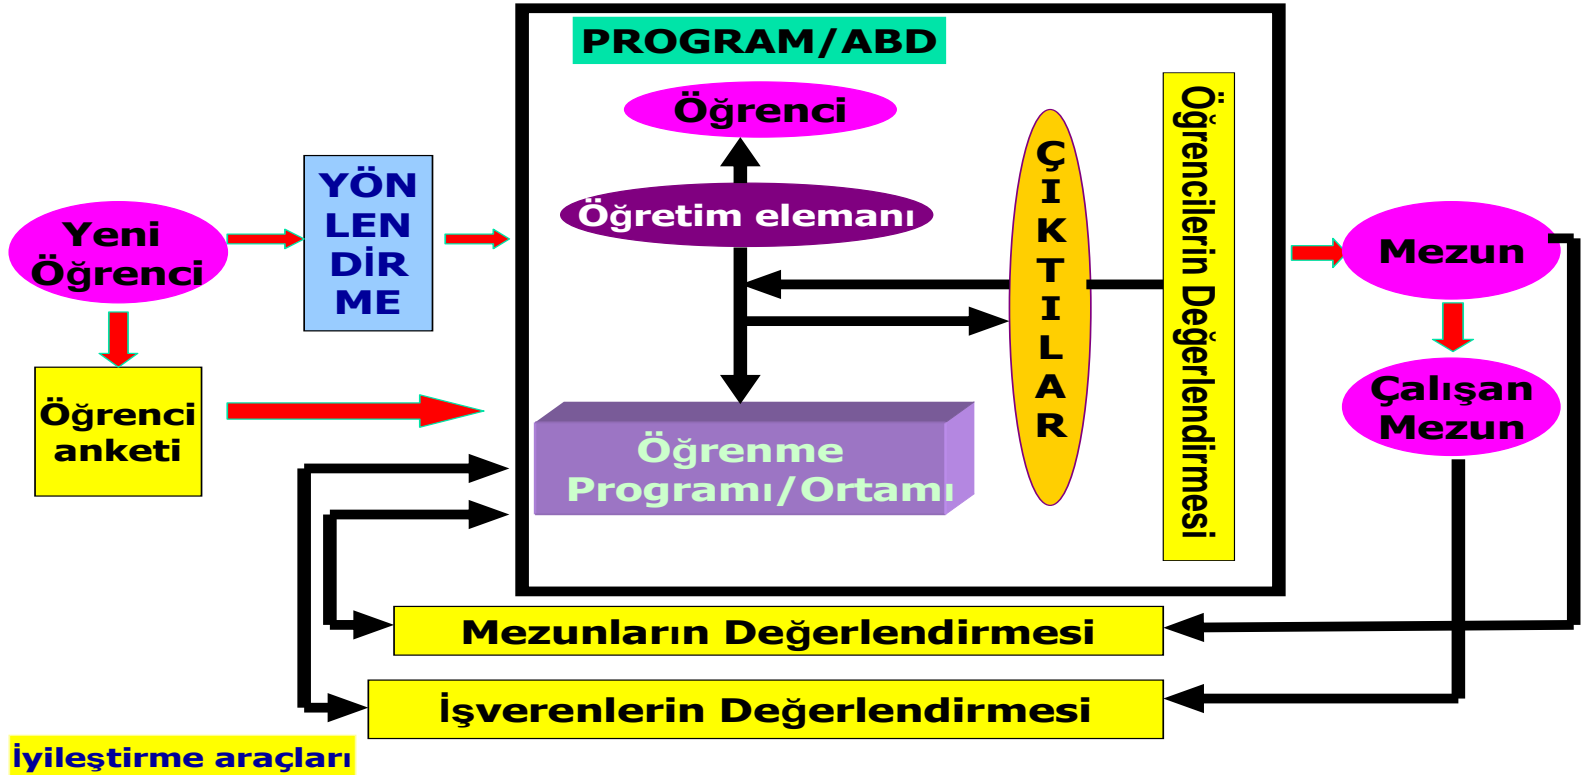 PROGRAM/ABD
Öğrenci
Öğretim elemanı
Yeni
Öğrenci
YÖN
LEN
DİR
ME
Öğrenci
anketi
ÇIKTILAR
Öğrencilerin Değerlendirmesi
Öğrenme
Programı/Ortamı
Mezun
Çalışan
Mezun
Mezunların Değerlendirmesi
İşverenlerin Değerlendirmesi
İyileştirme araçları